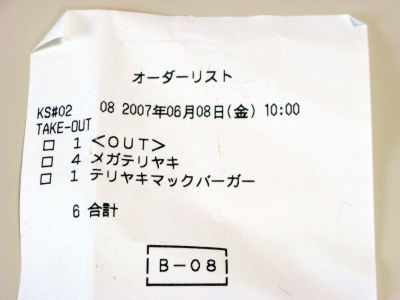 オーダーリスト
KS#02 08 2007年06月08日(金) 10:00
TAKE-OUT
□ 1 <OUT>
□ 4 メガテリヤキ
□ 1 テリヤキマックバーガー
6 合計
B-08